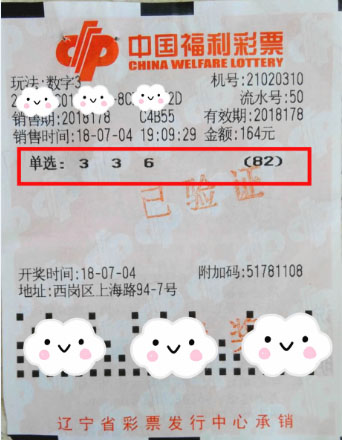 中国福利彩票
CHINA WELFARE LOTTERY
玩法:数字3 机号:21020310
流水号:50
销售期:2018178 C4B55 有效期:2018178
销售时间:18-07-04 19:09:29 金额:164元
单选: 3 3 6 (82)
已验证
开奖时间:18-07-04 附加码:51781108
地址:西岗区上海路94-7号
辽宁省彩票发行中心承销